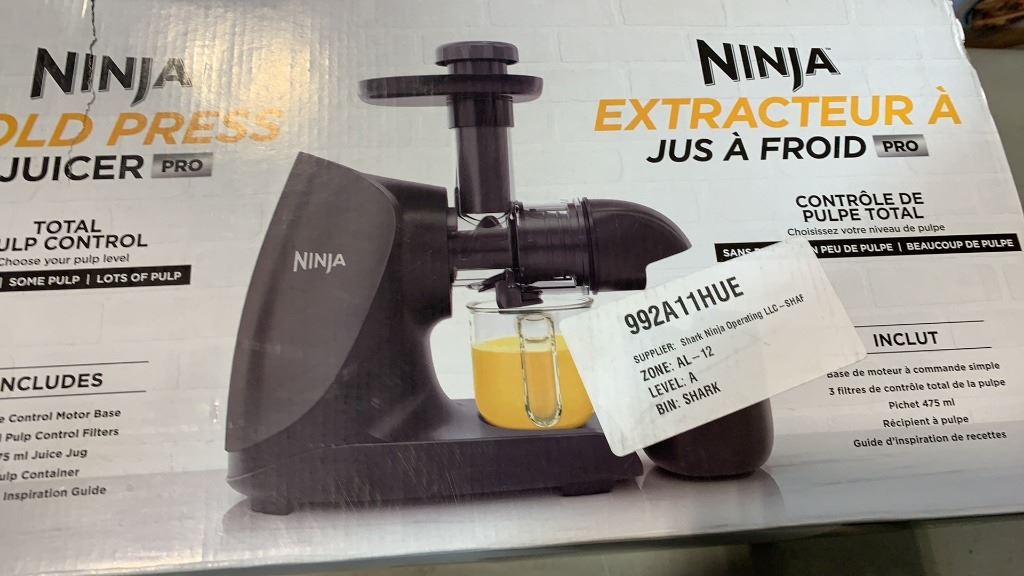 NINJA
OLD PRESS
JUICER PRO
TOTAL
ULP CONTROL
Choose your pulp level
SOME PULP | LOTS OF PULP
NCLUDES
e Control Motor Base
Pulp Control Filters
75 ml Juice Jug
ulp Container
Inspiration Guide
NINJA
NINJA
EXTRACTEUR À
JUS À FROID PRO
CONTRÔLE DE
PULPE TOTAL
Choisissez votre niveau de pulpe
SANS PEU DE PULPE | BEAUCOUP DE PULPE
992A11HUE
SUPPLIER: Shark Ninja Operating LLC-SHAF
ZONE: AL-12
LEVEL: A
BIN: SHARK
INCLUT
Base de moteur à commande simple
3 filtres de contrôle total de la pulpe
Pichet 475 ml
Récipient à pulpe
Guide d'inspiration de recettes